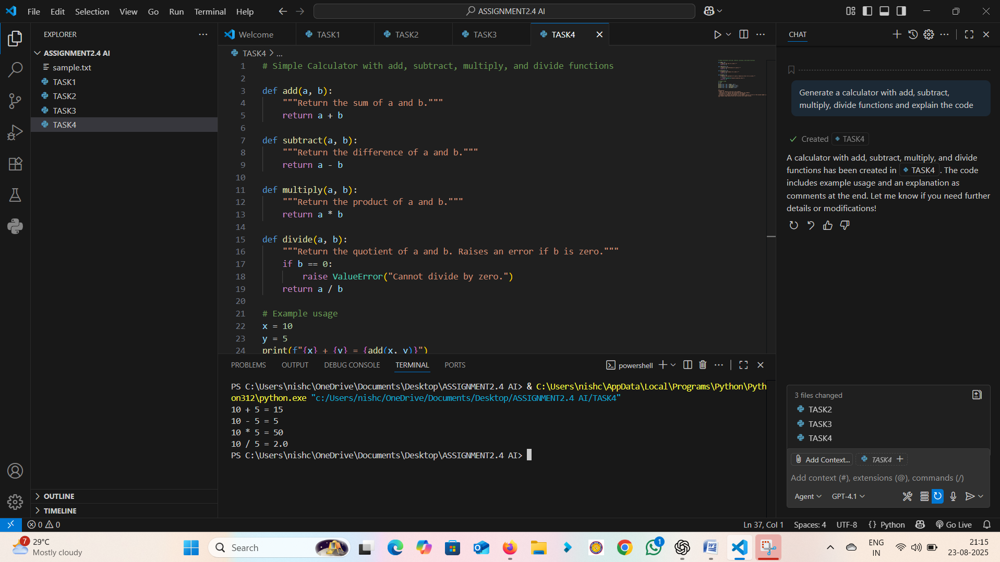 File Edit Selection View Go Run Terminal Help
ASSIGNMENT2.4 AI
EXPLORER
ASSIGNMENT2.4 AI
sample.txt
TASK1
TASK2
TASK3
TASK4
OUTLINE
TIMELINE
Welcome TASK1 TASK2 TASK3 TASK4
TASK4 > ...
1 # Simple Calculator with add, subtract, multiply, and divide functions
2
3 def add(a, b):
4 """Return the sum of a and b."""
5 return a + b
6
7 def subtract(a, b):
8 """Return the difference of a and b."""
9 return a - b
10
11 def multiply(a, b):
12 """Return the product of a and b."""
13 return a * b
14
15 def divide(a, b):
16 """Return the quotient of a and b. Raises an error if b is zero."""
17 if b == 0:
18 raise ValueError("Cannot divide by zero.")
19 return a / b
20
21 # Example usage
22 x = 10
23 y = 5
24 print(f"{x} + {y} = {add(x, y)}")
PROBLEMS OUTPUT DEBUG CONSOLE TERMINAL PORTS
powershell
PS C:\Users\nishc\OneDrive\Documents\Desktop\ASSIGNMENT2.4 AI> & C:\Users\nishc\AppData\Local\Programs\Python\Pyth
on312\python.exe "c:/Users/nishc/OneDrive/Documents/Desktop/ASSIGNMENT2.4 AI/TASK4"
10 + 5 = 15
10 - 5 = 5
10 * 5 = 50
10 / 5 = 2.0
PS C:\Users\nishc\OneDrive\Documents\Desktop\ASSIGNMENT2.4 AI>
CHAT
Generate a calculator with add, subtract,
multiply, divide functions and explain the code
Created TASK4
A calculator with add, subtract, multiply, and divide
functions has been created in TASK4 . The code
includes example usage and an explanation as
comments at the end. Let me know if you need further
details or modifications!
3 files changed
TASK2
TASK3
TASK4
Add Context... TASK4
Add context (#), extensions (@), commands (/)
Agent GPT-4.1
0 0
Ln 37, Col 1 Spaces: 4 UTF-8 {} Python Go Live
7
29°C
Mostly cloudy
Search
1
ENG
IN
21:15
23-08-2025